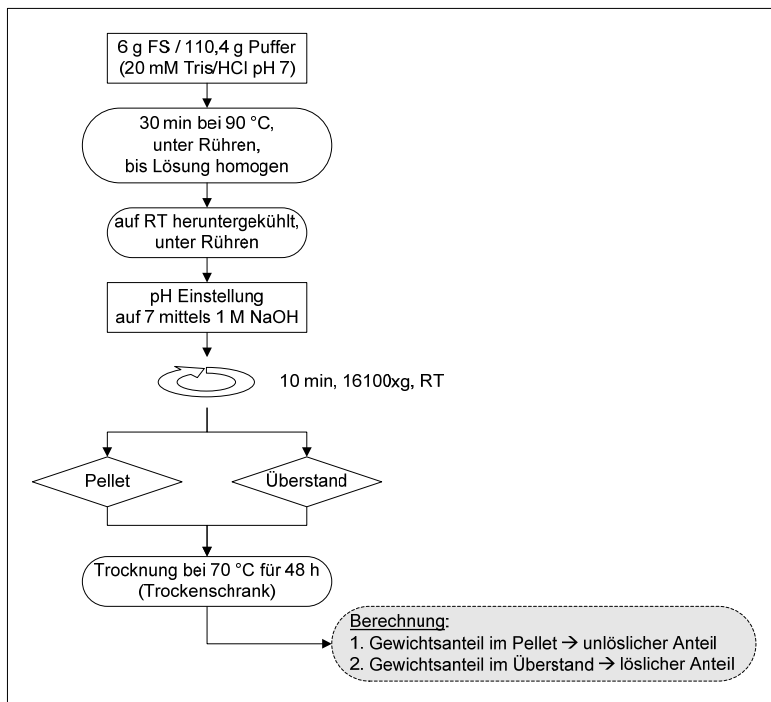 6 g FS / 110,4 g Puffer
(20 mM Tris/HCl pH 7)
30 min bei 90 °C,
unter Rühren,
bis Lösung homogen
auf RT heruntergekühlt,
unter Rühren
pH Einstellung
auf 7 mittels 1 M NaOH
10 min, 16100xg, RT
Pellet
Überstand
Trocknung bei 70 °C für 48 h
(Trockenschrank)
Berechnung:
1. Gewichtsanteil im Pellet → unlöslicher Anteil
2. Gewichtsanteil im Überstand → löslicher Anteil